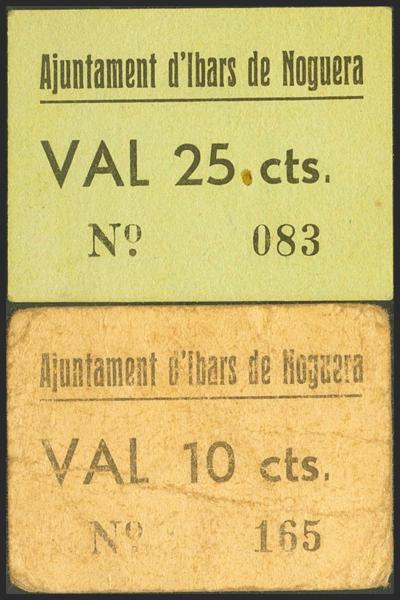 Ajuntament d'Ibars de Noguera
VAL 25 cts.
Nº. 083
Ajuntament d'Ibars de Noguera
VAL 10 cts.
Nº. 165